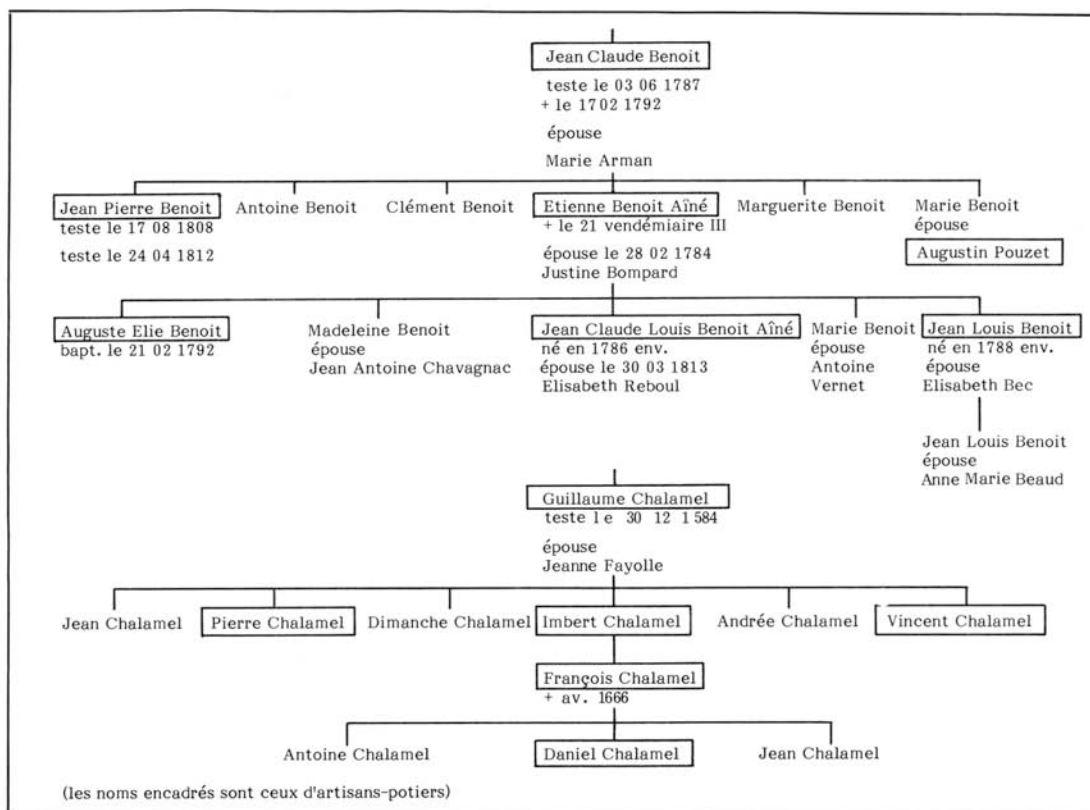 Jean Claude Benoit
teste le 03 06 1787
+ le 17 02 1792
épouse
Marie Arman
Jean Pierre Benoit
teste le 17 08 1808
teste le 24 04 1812
Antoine Benoit
Clément Benoit
Etienne Benoit Aîné
+ le 21 vendémiaire III
épouse le 28 02 1784
Justine Bompard
Marguerite Benoit
Marie Benoit
épouse
Augustin Pouzet
Auguste Elie Benoit
bapt. le 21 02 1792
Madeleine Benoit
épouse
Jean Antoine Chavagnac
Jean Claude Louis Benoit Aîné
né en 1786 env.
épouse le 30 03 1813
Elisabeth Reboul
Marie Benoit
épouse
Antoine
Vernet
Jean Louis Benoit
né en 1788 env.
épouse
Elisabeth Bec
Jean Louis Benoit
épouse
Anne Marie Beaud
Guillaume Chalamel
teste le 30 12 1584
épouse
Jeanne Fayolle
Jean Chalamel
Pierre Chalamel
Dimanche Chalamel
Imbert Chalamel
Andrée Chalamel
Vincent Chalamel
François Chalamel
+ av. 1666
Antoine Chalamel
Daniel Chalamel
Jean Chalamel
(les noms encadrés sont ceux d'artisans-potiers)